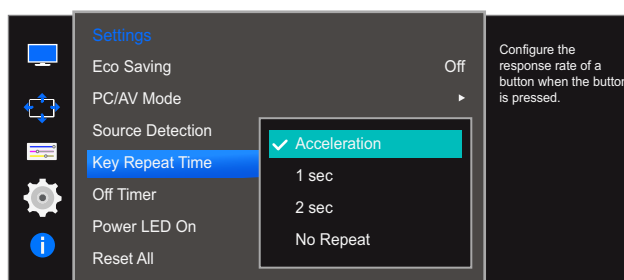 Settings
Eco Saving Off
PC/AV Mode
Source Detection
Key Repeat Time
Off Timer
Power LED On
Reset All
Acceleration
1 sec
2 sec
No Repeat
Configure the
response rate of a
button when the button
is pressed.